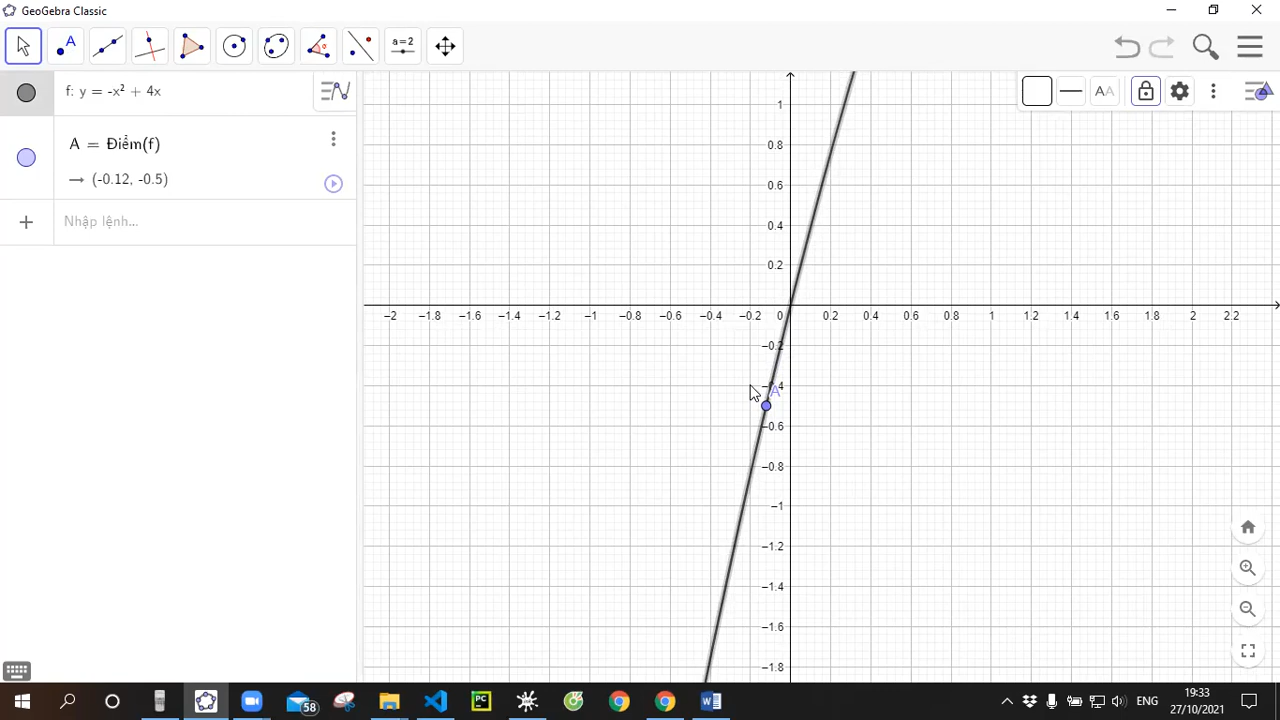 GeoGebra Classic
A
a=2
f: y = -x² + 4x
A = Điểm(f)
→ (-0.12, -0.5)
+ Nhập lệnh...
AA
1
0.8
0.6
0.4
0.2
−2 −1.8 −1.6 −1.4 −1.2 −1 −0.8 −0.6 −0.4 −0.2 0 0.2 0.4 0.6 0.8 1 1.2 1.4 1.6 1.8 2 2.2
−0.2
A
−0.6
−0.8
−1
−1.2
−1.4
−1.6
−1.8
58
PC
ENG
19:33
27/10/2021